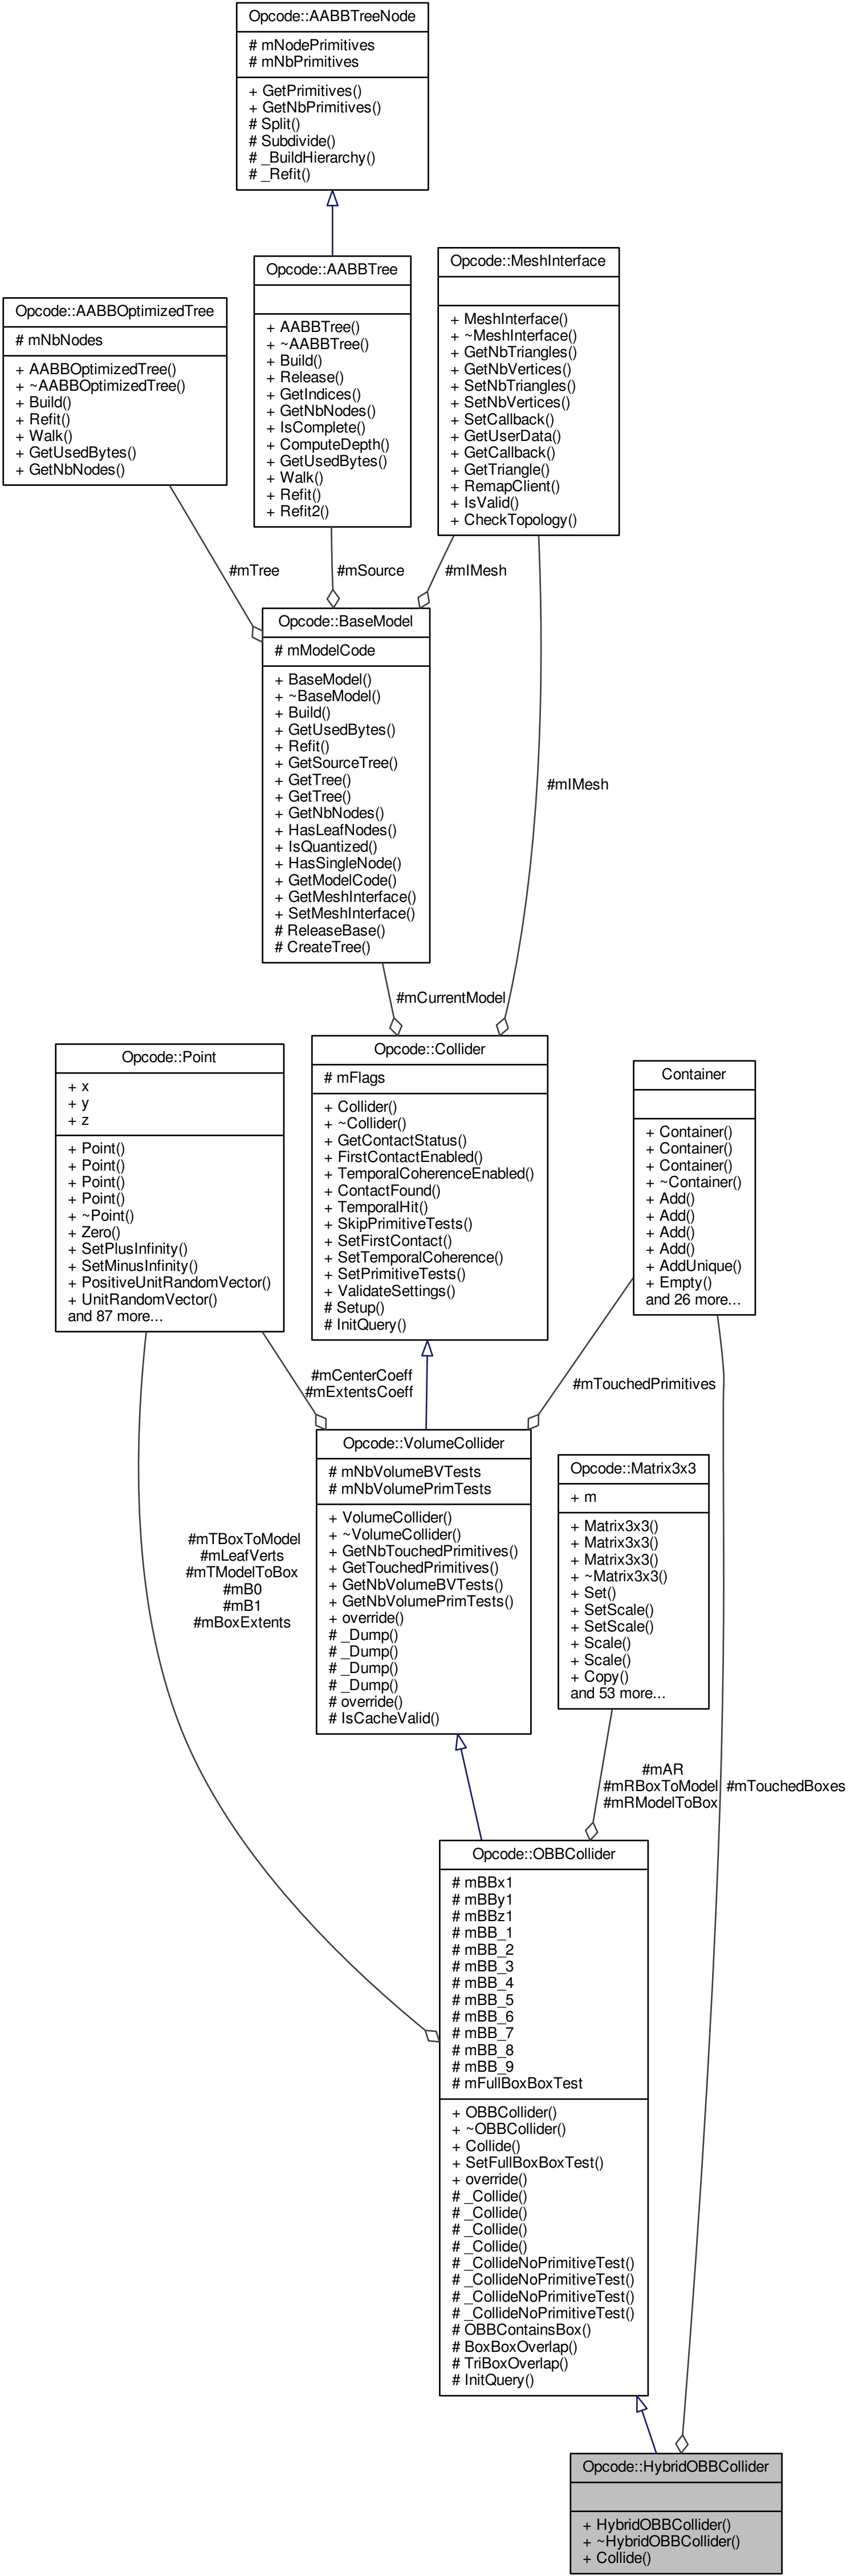 Opcode::AABBTreeNode
# mNodePrimitives
# mNbPrimitives
+ GetPrimitives()
+ GetNbPrimitives()
# Split()
# Subdivide()
# _BuildHierarchy()
# _Refit()
Opcode::AABBOptimizedTree
# mNbNodes
+ AABBOptimizedTree()
+ ~AABBOptimizedTree()
+ Build()
+ Refit()
+ Walk()
+ GetUsedBytes()
+ GetNbNodes()
Opcode::AABBTree
+ AABBTree()
+ ~AABBTree()
+ Build()
+ Release()
+ GetIndices()
+ GetNbNodes()
+ IsComplete()
+ ComputeDepth()
+ GetUsedBytes()
+ Walk()
+ Refit()
+ Refit2()
Opcode::MeshInterface
+ MeshInterface()
+ ~MeshInterface()
+ GetNbTriangles()
+ GetNbVertices()
+ SetNbTriangles()
+ SetNbVertices()
+ SetCallback()
+ GetUserData()
+ GetCallback()
+ GetTriangle()
+ RemapClient()
+ IsValid()
+ CheckTopology()
#mTree
#mSource
#mIMesh
Opcode::BaseModel
# mModelCode
+ BaseModel()
+ ~BaseModel()
+ Build()
+ GetUsedBytes()
+ Refit()
+ GetSourceTree()
+ GetTree()
+ GetTree()
+ GetNbNodes()
+ HasLeafNodes()
+ IsQuantized()
+ HasSingleNode()
+ GetModelCode()
+ GetMeshInterface()
+ SetMeshInterface()
# ReleaseBase()
# CreateTree()
#mIMesh
#mCurrentModel
Opcode::Point
+ x
+ y
+ z
+ Point()
+ Point()
+ Point()
+ Point()
+ ~Point()
+ Zero()
+ SetPlusInfinity()
+ SetMinusInfinity()
+ PositiveUnitRandomVector()
+ UnitRandomVector()
and 87 more...
Opcode::Collider
# mFlags
+ Collider()
+ ~Collider()
+ GetContactStatus()
+ FirstContactEnabled()
+ TemporalCoherenceEnabled()
+ ContactFound()
+ TemporalHit()
+ SkipPrimitiveTests()
+ SetFirstContact()
+ SetTemporalCoherence()
+ SetPrimitiveTests()
+ ValidateSettings()
# Setup()
# InitQuery()
Container
+ Container()
+ Container()
+ Container()
+ ~Container()
+ Add()
+ Add()
+ Add()
+ Add()
+ AddUnique()
+ Empty()
and 26 more...
#mCenterCoeff
#mExtentsCoeff
#mTouchedPrimitives
Opcode::VolumeCollider
# mNbVolumeBVTests
# mNbVolumePrimTests
+ VolumeCollider()
+ ~VolumeCollider()
+ GetNbTouchedPrimitives()
+ GetTouchedPrimitives()
+ GetNbVolumeBVTests()
+ GetNbVolumePrimTests()
+ override()
# _Dump()
# _Dump()
# _Dump()
# _Dump()
# override()
# IsCacheValid()
Opcode::Matrix3x3
+ m
+ Matrix3x3()
+ Matrix3x3()
+ Matrix3x3()
+ ~Matrix3x3()
+ Set()
+ SetScale()
+ SetScale()
+ Scale()
+ Scale()
+ Copy()
and 53 more...
#mTBoxToModel
#mLeafVerts
#mTModelToBox
#mB0
#mB1
#mBoxExtents
#mAR
#mRBoxToModel
#mRModelToBox
#mTouchedBoxes
Opcode::OBBCollider
# mBBx1
# mBBy1
# mBBz1
# mBB_1
# mBB_2
# mBB_3
# mBB_4
# mBB_5
# mBB_6
# mBB_7
# mBB_8
# mBB_9
# mFullBoxBoxTest
+ OBBCollider()
+ ~OBBCollider()
+ Collide()
+ SetFullBoxBoxTest()
+ override()
# _Collide()
# _Collide()
# _Collide()
# _Collide()
# _CollideNoPrimitiveTest()
# _CollideNoPrimitiveTest()
# _CollideNoPrimitiveTest()
# _CollideNoPrimitiveTest()
# OBBContainsBox()
# BoxBoxOverlap()
# TriBoxOverlap()
# InitQuery()
Opcode::HybridOBBCollider
+ HybridOBBCollider()
+ ~HybridOBBCollider()
+ Collide()